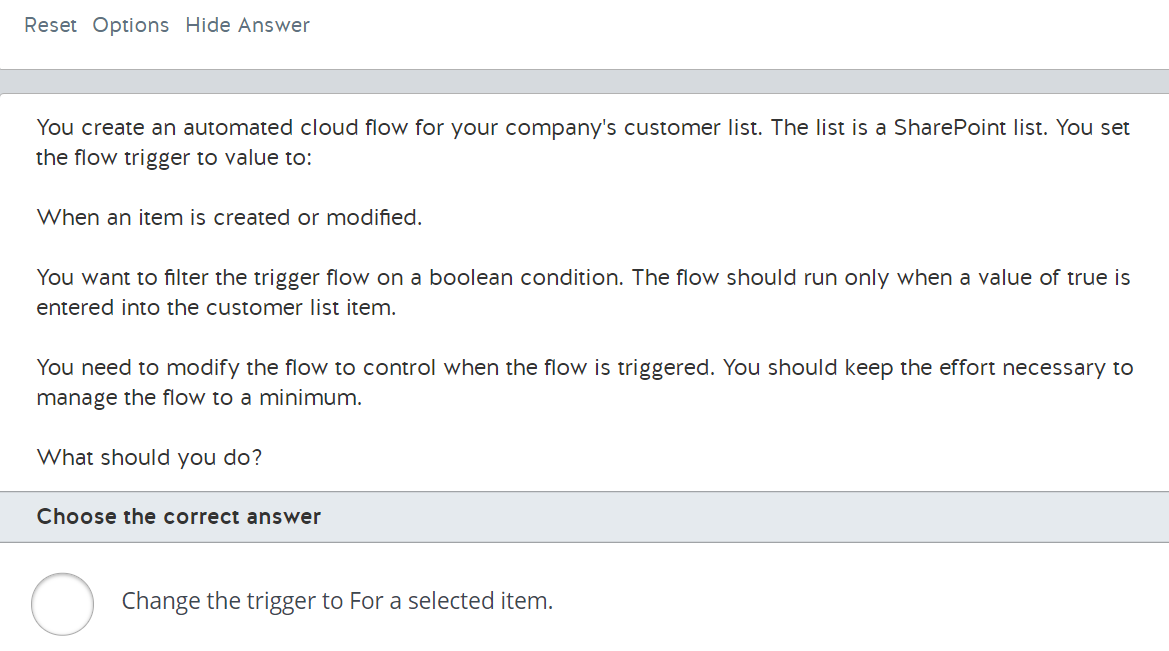 Reset Options Hide Answer
You create an automated cloud flow for your company's customer list. The list is a SharePoint list. You set
the flow trigger to value to:
When an item is created or modified.
You want to filter the trigger flow on a boolean condition. The flow should run only when a value of true is
entered into the customer list item.
You need to modify the flow to control when the flow is triggered. You should keep the effort necessary to
manage the flow to a minimum.
What should you do?
Choose the correct answer
Change the trigger to For a selected item.